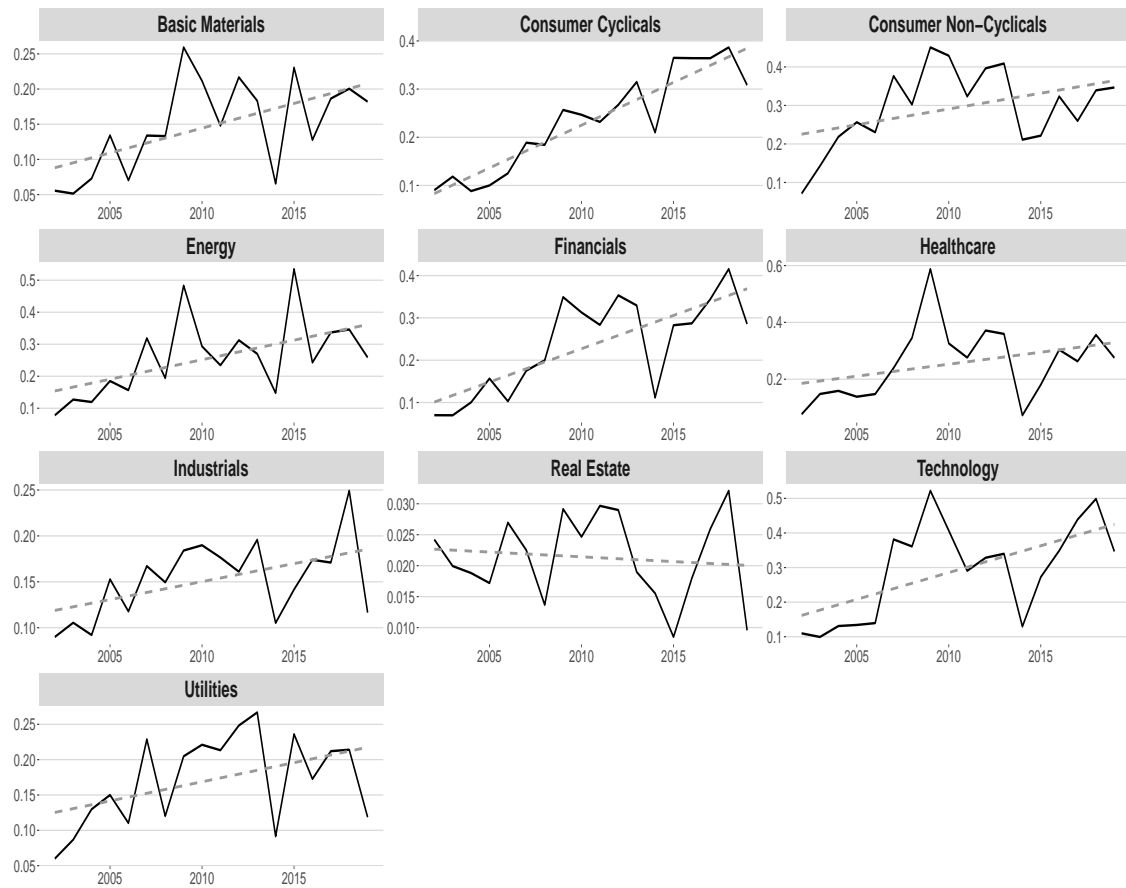 Basic Materials
0.25
0.20
0.15
0.10
0.05
2005 2010 2015
Consumer Cyclicals
0.4
0.3
0.2
0.1
2005 2010 2015
Consumer Non−Cyclicals
0.4
0.3
0.2
0.1
2005 2010 2015
Energy
0.5
0.4
0.3
0.2
0.1
2005 2010 2015
Financials
0.4
0.3
0.2
0.1
2005 2010 2015
Healthcare
0.6
0.4
0.2
2005 2010 2015
Industrials
0.25
0.20
0.15
0.10
2005 2010 2015
Real Estate
0.030
0.025
0.020
0.015
0.010
2005 2010 2015
Technology
0.5
0.4
0.3
0.2
0.1
2005 2010 2015
Utilities
0.25
0.20
0.15
0.10
0.05
2005 2010 2015